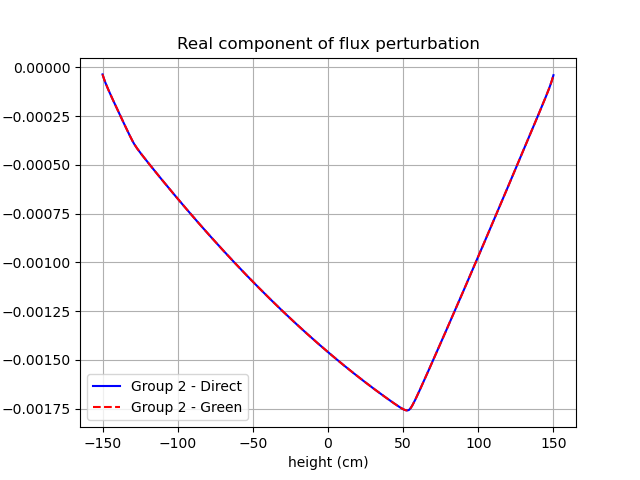 Real component of flux perturbation
0.00000
−0.00025
−0.00050
−0.00075
−0.00100
−0.00125
−0.00150
−0.00175
Group 2 - Direct
Group 2 - Green
−150 −100 −50 0 50 100 150
height (cm)